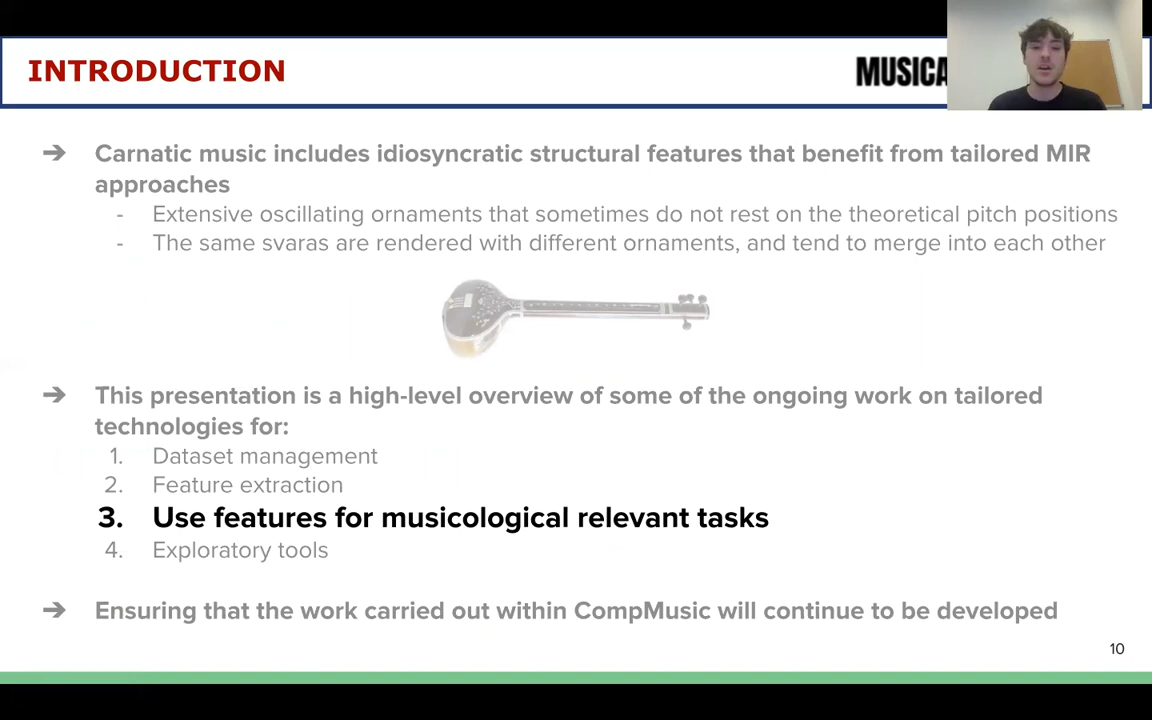 INTRODUCTION
MUSICA
➔ Carnatic music includes idiosyncratic structural features that benefit from tailored MIR
approaches
- Extensive oscillating ornaments that sometimes do not rest on the theoretical pitch positions
- The same svaras are rendered with different ornaments, and tend to merge into each other
➔ This presentation is a high-level overview of some of the ongoing work on tailored
technologies for:
1. Dataset management
2. Feature extraction
3. Use features for musicological relevant tasks
4. Exploratory tools
➔ Ensuring that the work carried out within CompMusic will continue to be developed
10